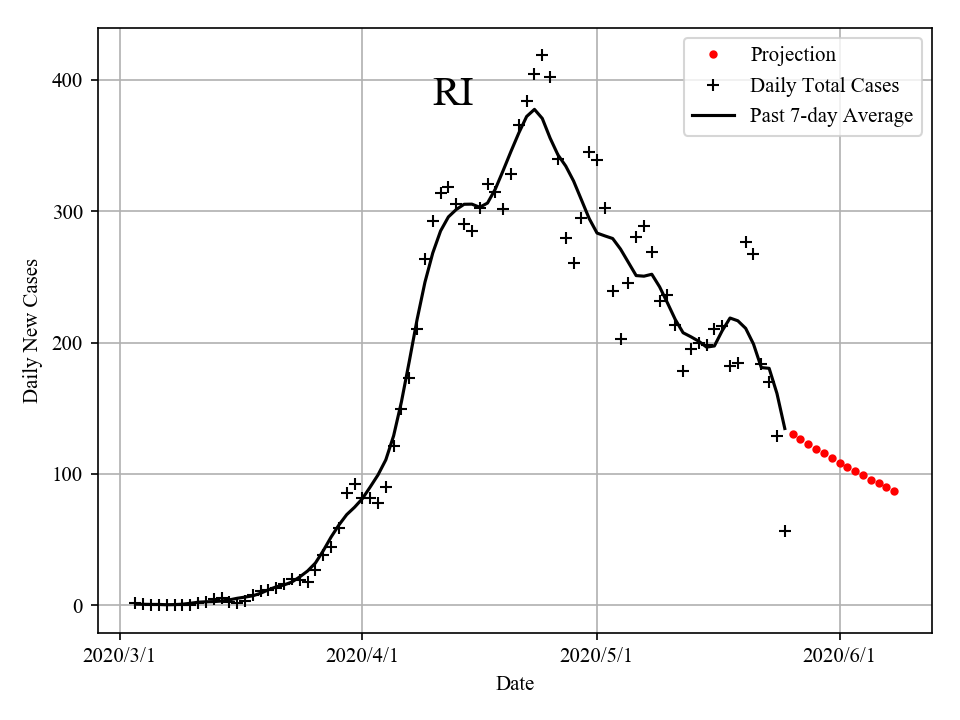 RI
Projection
Daily Total Cases
Past 7-day Average
400
300
200
100
0
Daily New Cases
2020/3/1
2020/4/1
2020/5/1
2020/6/1
Date